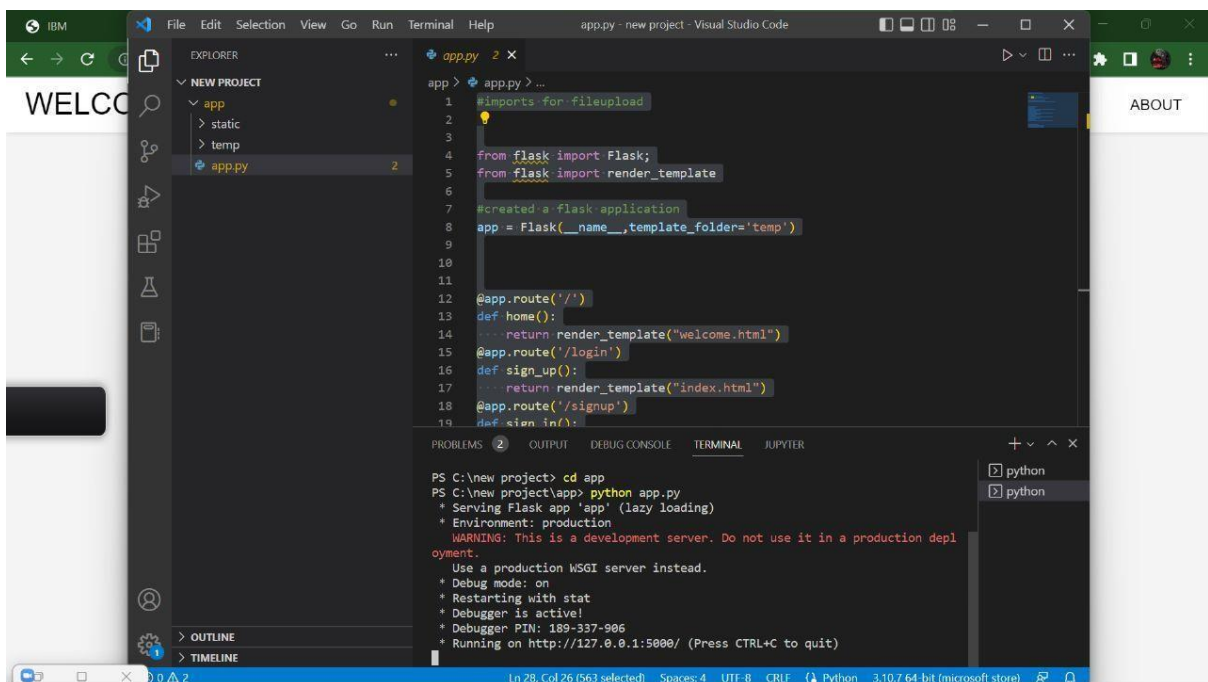 IBM
File Edit Selection View Go Run Terminal Help app.py - new project - Visual Studio Code
WELCO
ABOUT
EXPLORER
NEW PROJECT
app
static
temp
app.py 2
OUTLINE
TIMELINE
app.py 2
app > app.py > ...
1 #imports for fileupload
2
3
4 from flask import Flask;
5 from flask import render_template
6
7 #created a flask application
8 app = Flask(__name__,template_folder='temp')
9
10
11
12 @app.route('/')
13 def home():
14 return render_template("welcome.html")
15 @app.route('/login')
16 def sign_up():
17 return render_template("index.html")
18 @app.route('/signup')
19 def sign_in():
PROBLEMS 2 OUTPUT DEBUG CONSOLE TERMINAL JUPYTER
PS C:\new project> cd app
PS C:\new project\app> python app.py
* Serving Flask app 'app' (lazy loading)
* Environment: production
WARNING: This is a development server. Do not use it in a production depl
oyment.
Use a production WSGI server instead.
* Debug mode: on
* Restarting with stat
* Debugger is active!
* Debugger PIN: 189-337-906
* Running on http://127.0.0.1:5000/ (Press CTRL+C to quit)
python
python
1
0 2 Ln 28, Col 26 (563 selected) Spaces: 4 UTF-8 CRLF Python 3.10.7 64-bit (microsoft store)